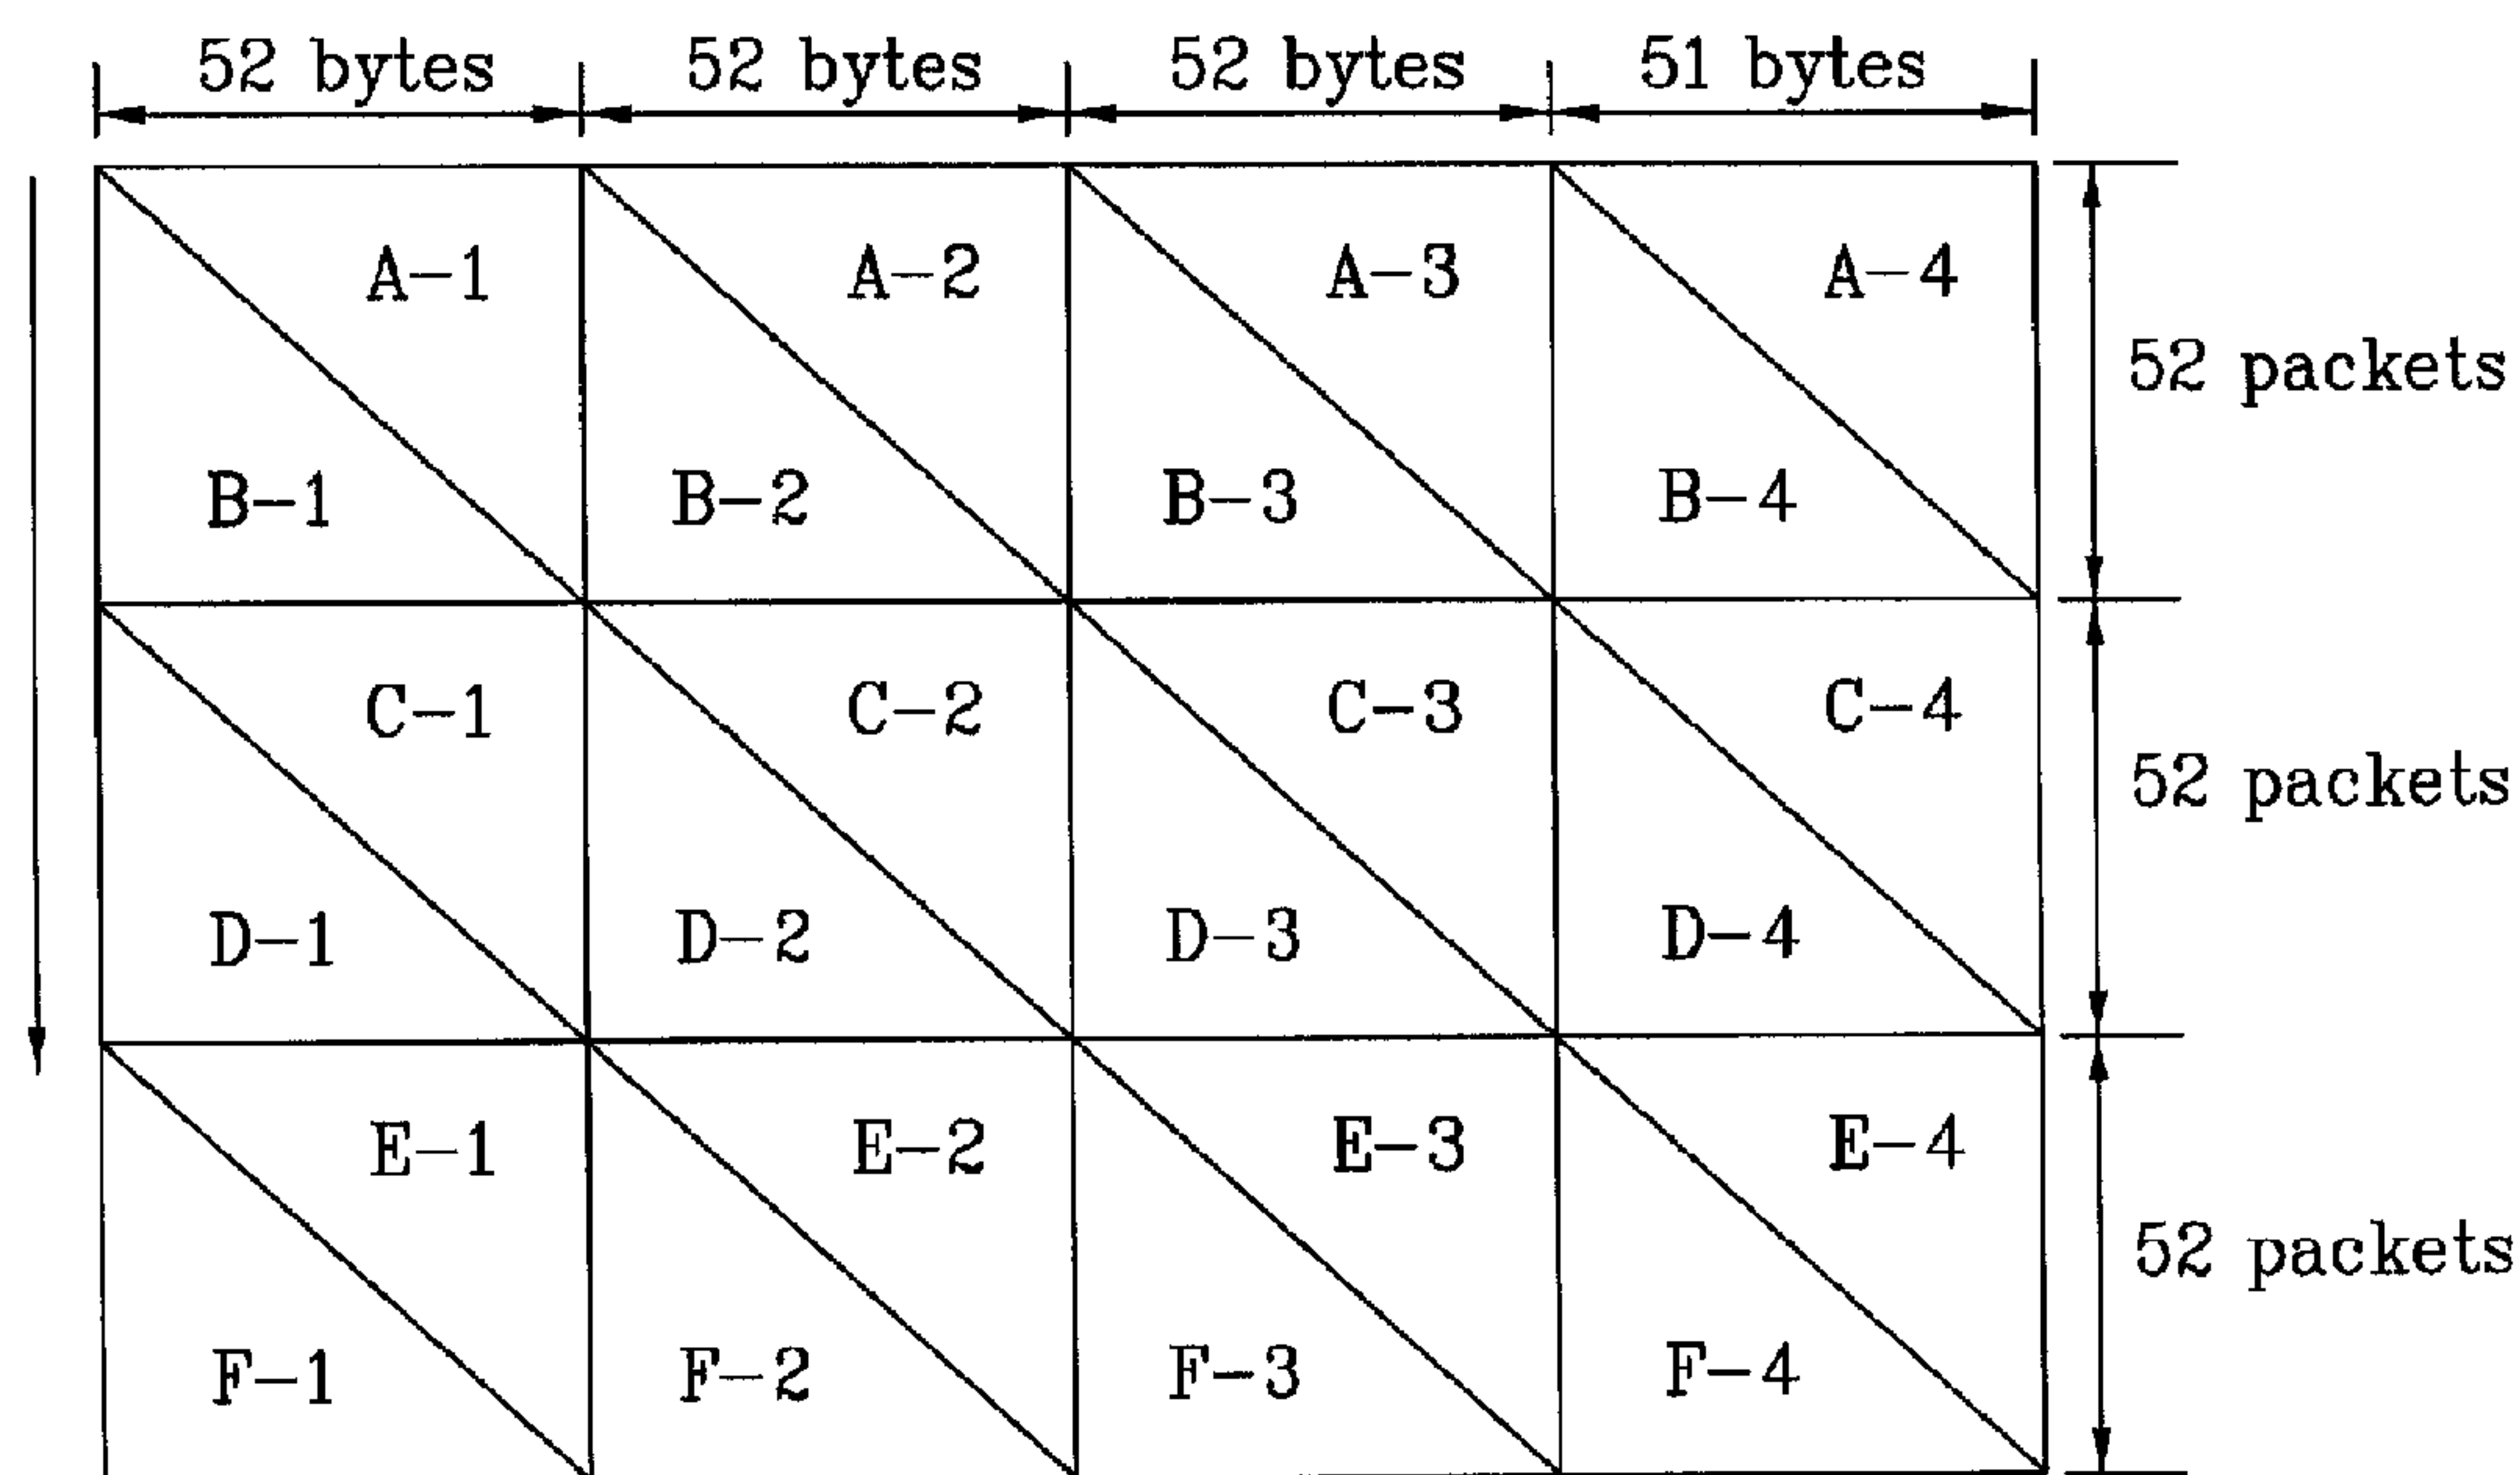 52 bytes 52 bytes 52 bytes 51 bytes
A-1 A-2 A-3 A-4
52 packets
B-1 B-2 B-3 B-4
C-1 C-2 C-3 C-4
52 packets
D-1 D-2 D-3 D-4
E-1 E-2 E-3 E-4
52 packets
F-1 F-2 F-3 F-4